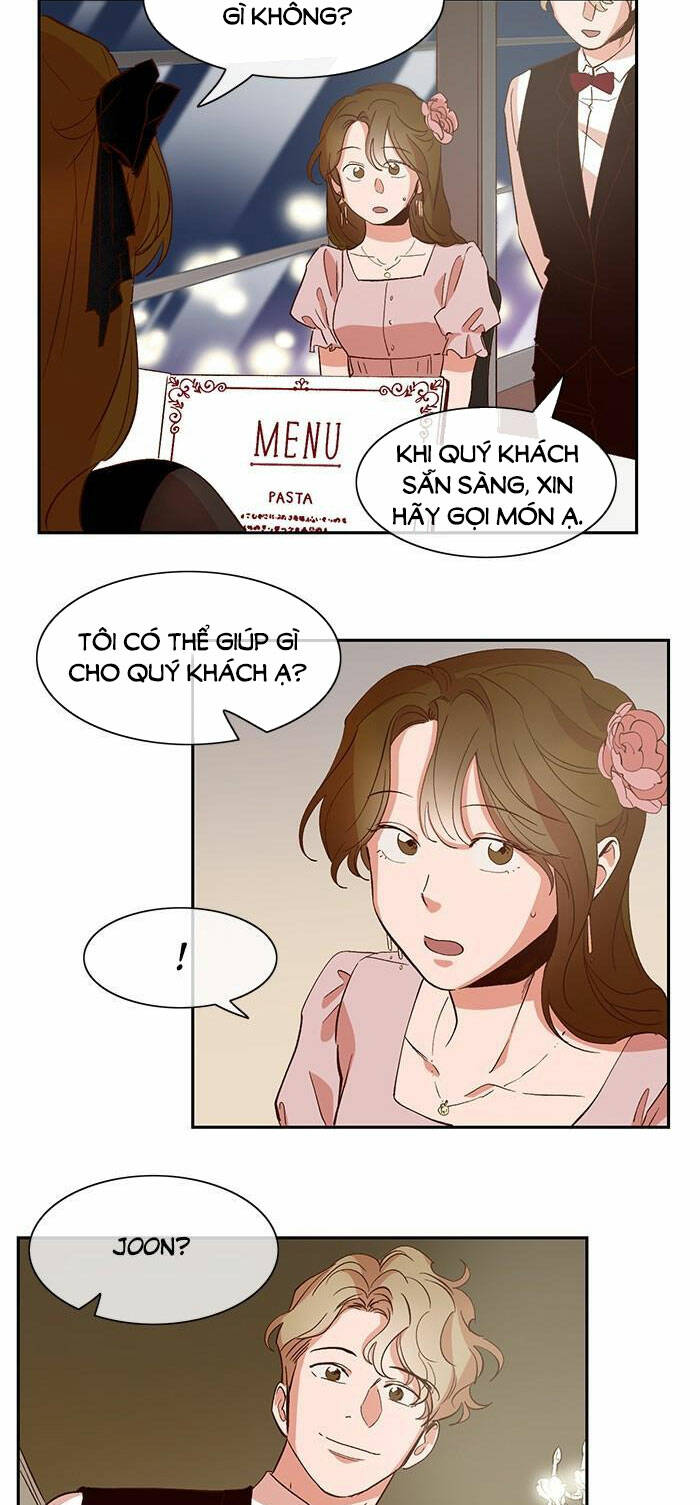 GÌ KHÔNG?
MENU
PASTA
KHI QUÝ KHÁCH
SẴN SÀNG, XIN
HÃY GỌI MÓN Ạ.
TÔI CÓ THỂ GIÚP GÌ
CHO QUÝ KHÁCH Ạ?
!
JOON?